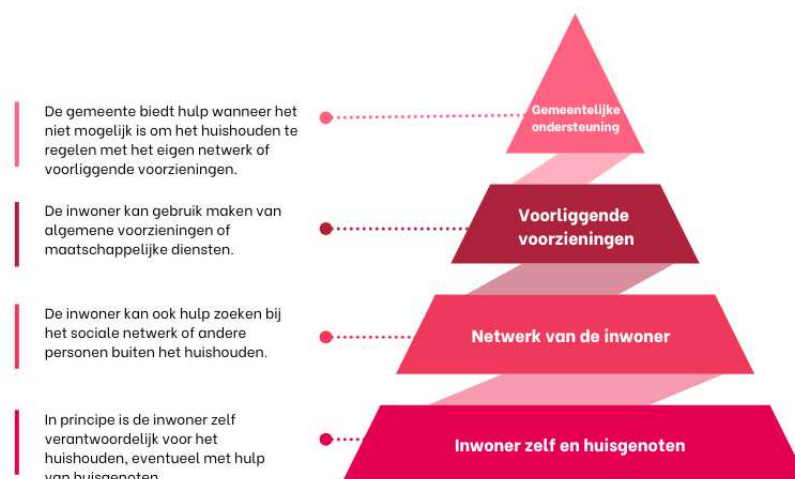 De gemeente biedt hulp wanneer het
niet mogelijk is om het huishouden te
regelen met het eigen netwerk of
voorliggende voorzieningen.
Gemeentelijke
ondersteuning
De inwoner kan gebruik maken van
algemene voorzieningen of
maatschappelijke diensten.
Voorliggende
voorzieningen
De inwoner kan ook hulp zoeken bij
het sociale netwerk of andere
personen buiten het huishouden.
Netwerk van de inwoner
In principe is de inwoner zelf
verantwoordelijk voor het
huishouden, eventueel met hulp
van huisgenoten
Inwoner zelf en huisgenoten